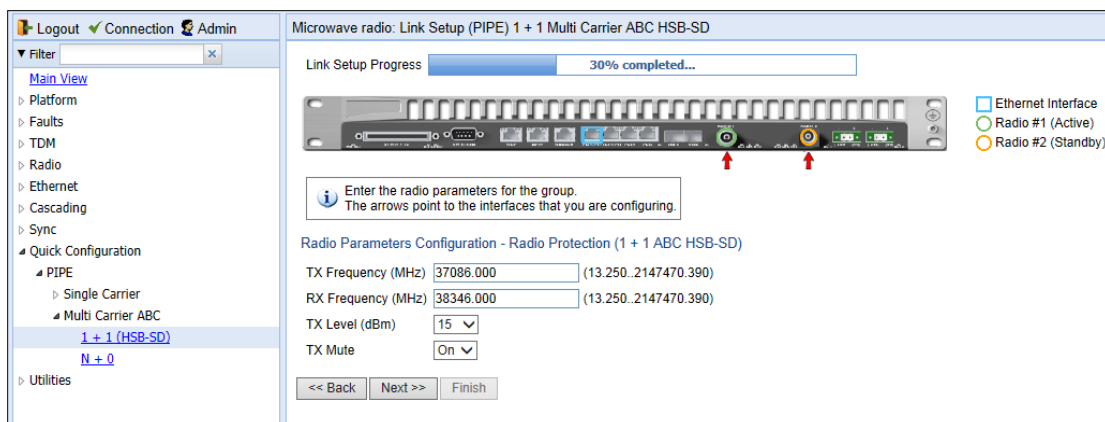 Logout Connection Admin
Filter
Main View
Platform
Faults
TDM
Radio
Ethernet
Cascading
Sync
Quick Configuration
PIPE
Single Carrier
Multi Carrier ABC
1 + 1 (HSB-SD)
N + 0
Utilities
Microwave radio: Link Setup (PIPE) 1 + 1 Multi Carrier ABC HSB-SD
Link Setup Progress 30% completed...
Ethernet Interface
Radio #1 (Active)
Radio #2 (Standby)
Enter the radio parameters for the group.
The arrows point to the interfaces that you are configuring.
Radio Parameters Configuration - Radio Protection (1 + 1 ABC HSB-SD)
TX Frequency (MHz) 37086.000 (13.250..2147470.390)
RX Frequency (MHz) 38346.000 (13.250..2147470.390)
TX Level (dBm) 15
TX Mute On
<< Back Next >> Finish